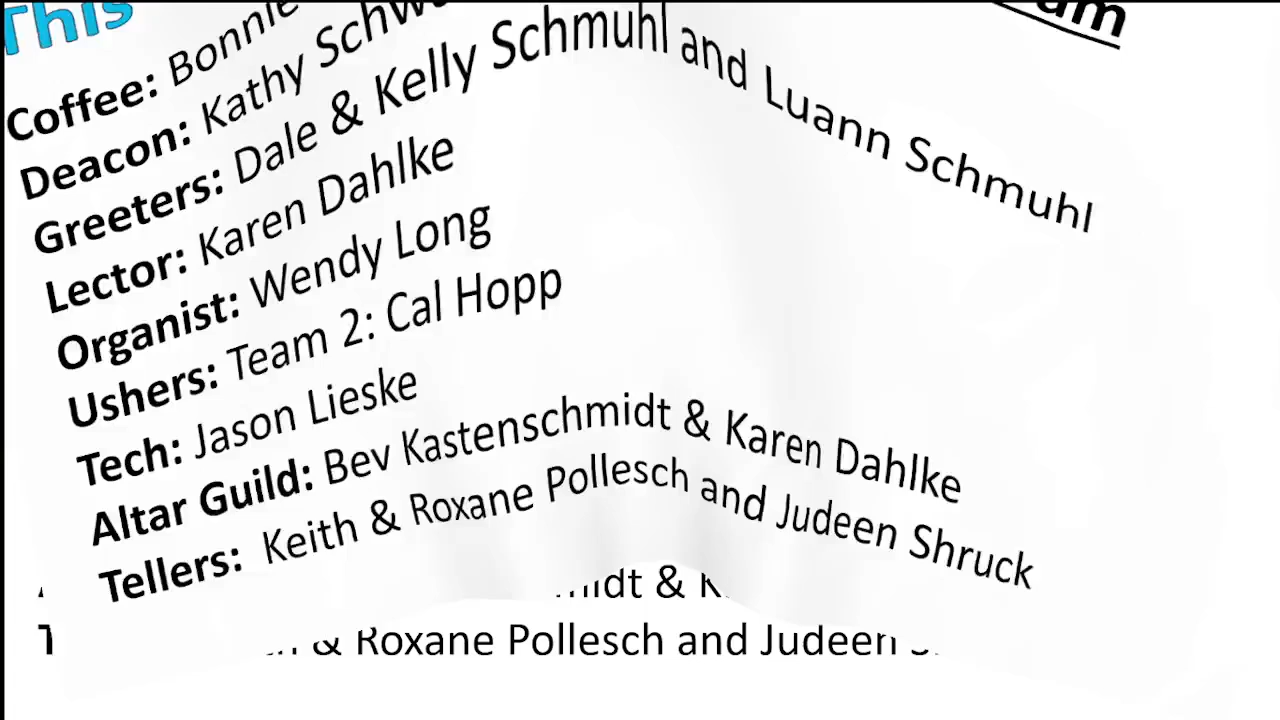 This
Coffee: Bonnie
Deacon: Kathy
Greeters: Dale & Kelly Schmuhl and Luann Schmuhl
Lector: Karen Dahlke
Organist: Wendy Long
Ushers: Team 2: Cal Hopp
Tech: Jason Lieske
Altar Guild: Bev Kastenschmidt & Karen Dahlke
Tellers: Keith & Roxane Pollesch and Judeen Shruck
& Roxane Pollesch and Judeen